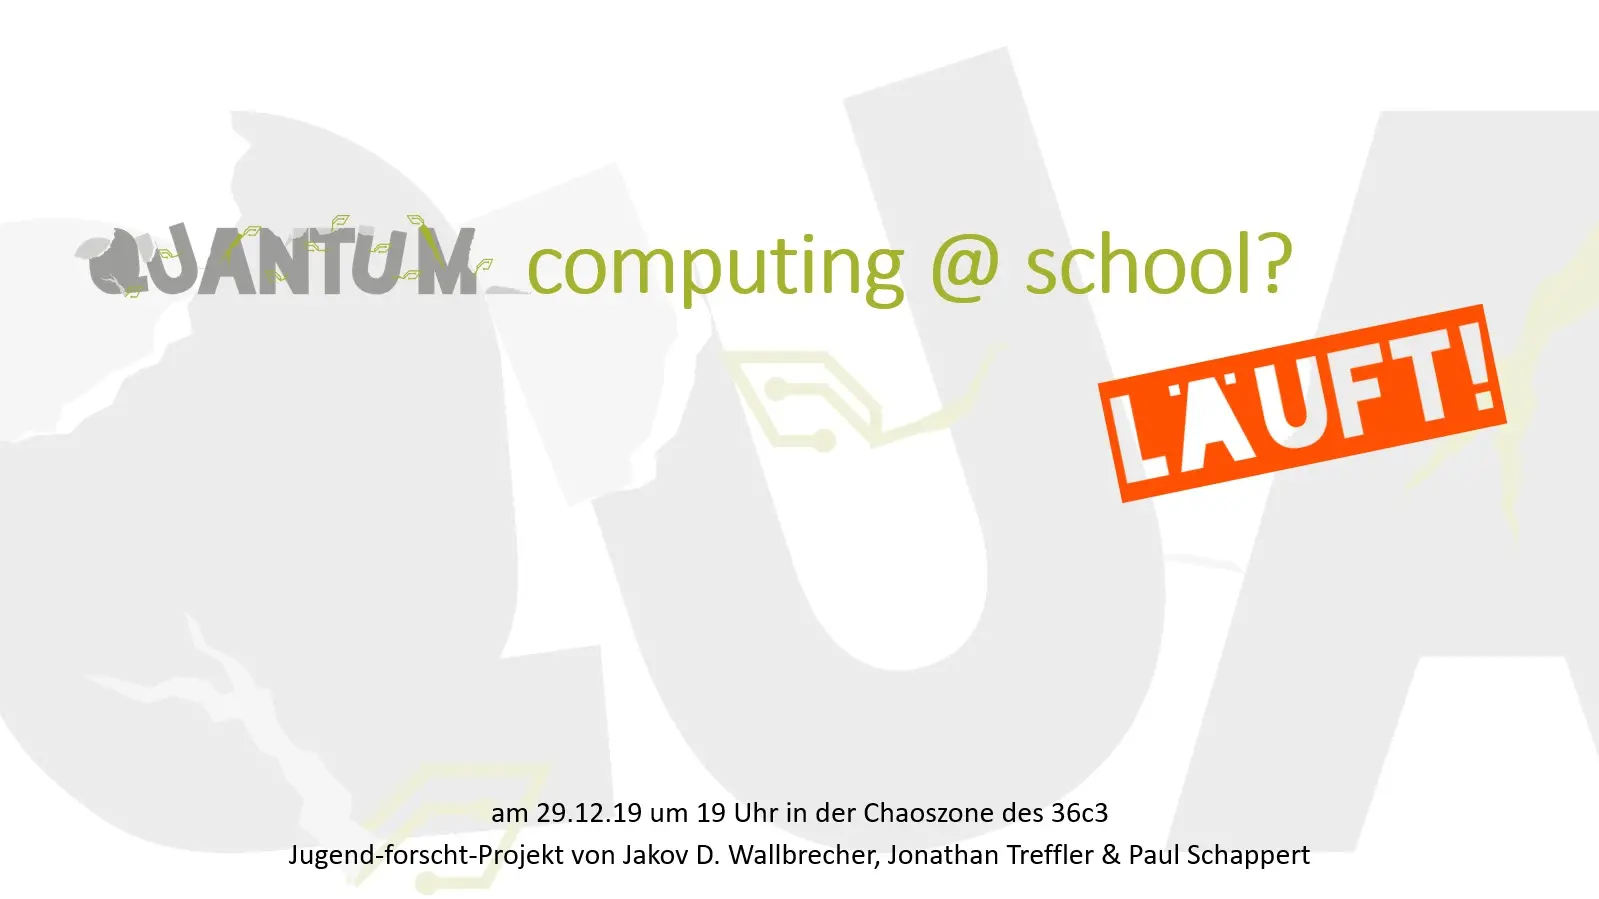 QUANTUM computing @ school?
LÄUFT!
am 29.12.19 um 19 Uhr in der Chaoszone des 36c3
Jugend-forscht-Projekt von Jakov D. Wallbrecher, Jonathan Treffler & Paul Schappert